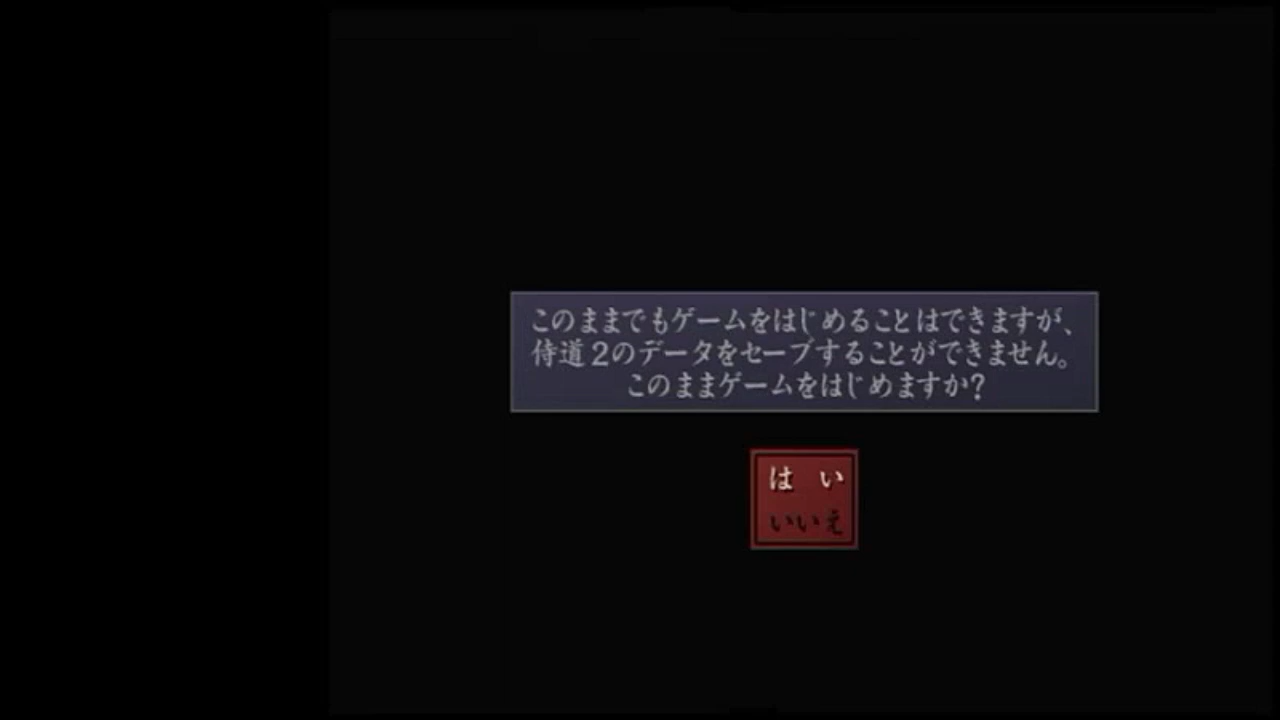 このままでもゲームをはじめることはできますが、
侍道2のデータをセーブすることができません。
このままゲームをはじめますか?
はい
いいえ